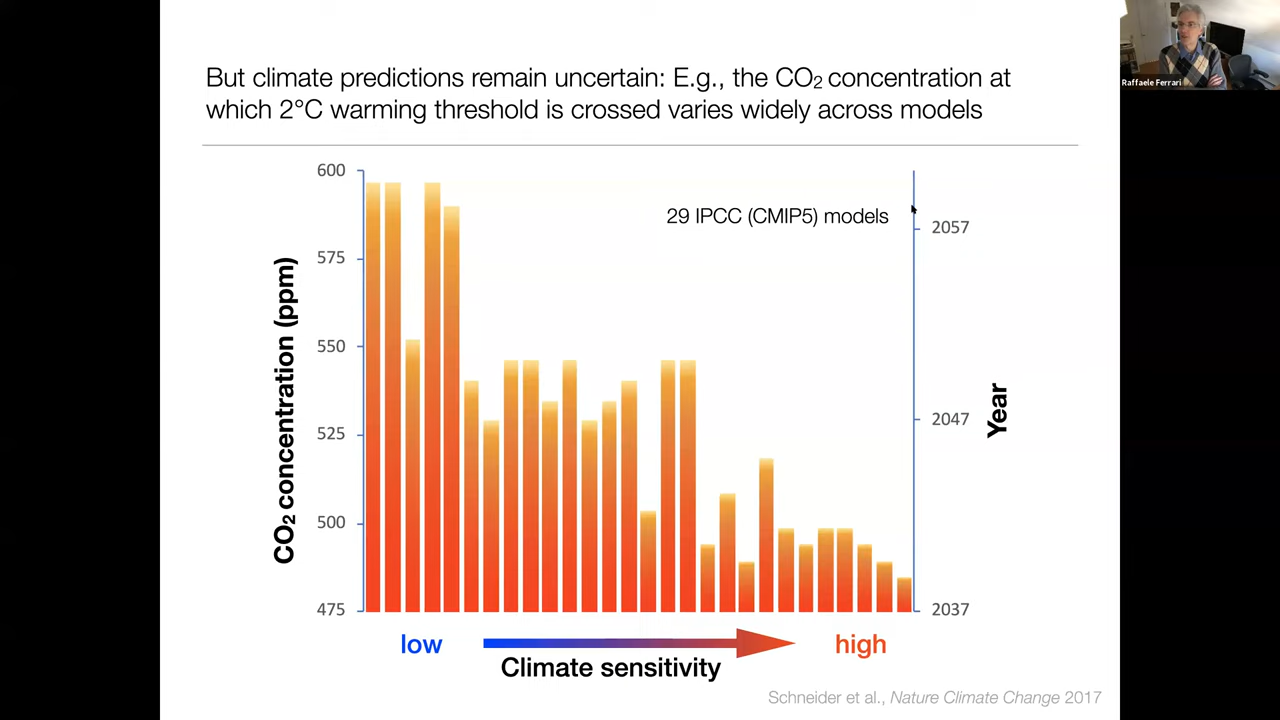 But climate predictions remain uncertain: E.g., the CO₂ concentration at
which 2°C warming threshold is crossed varies widely across models
Raffaele Ferrari
29 IPCC (CMIP5) models
CO₂ concentration (ppm)
600
575
550
525
500
475
2057
2047
2037
Year
low
high
Climate sensitivity
Schneider et al., Nature Climate Change 2017